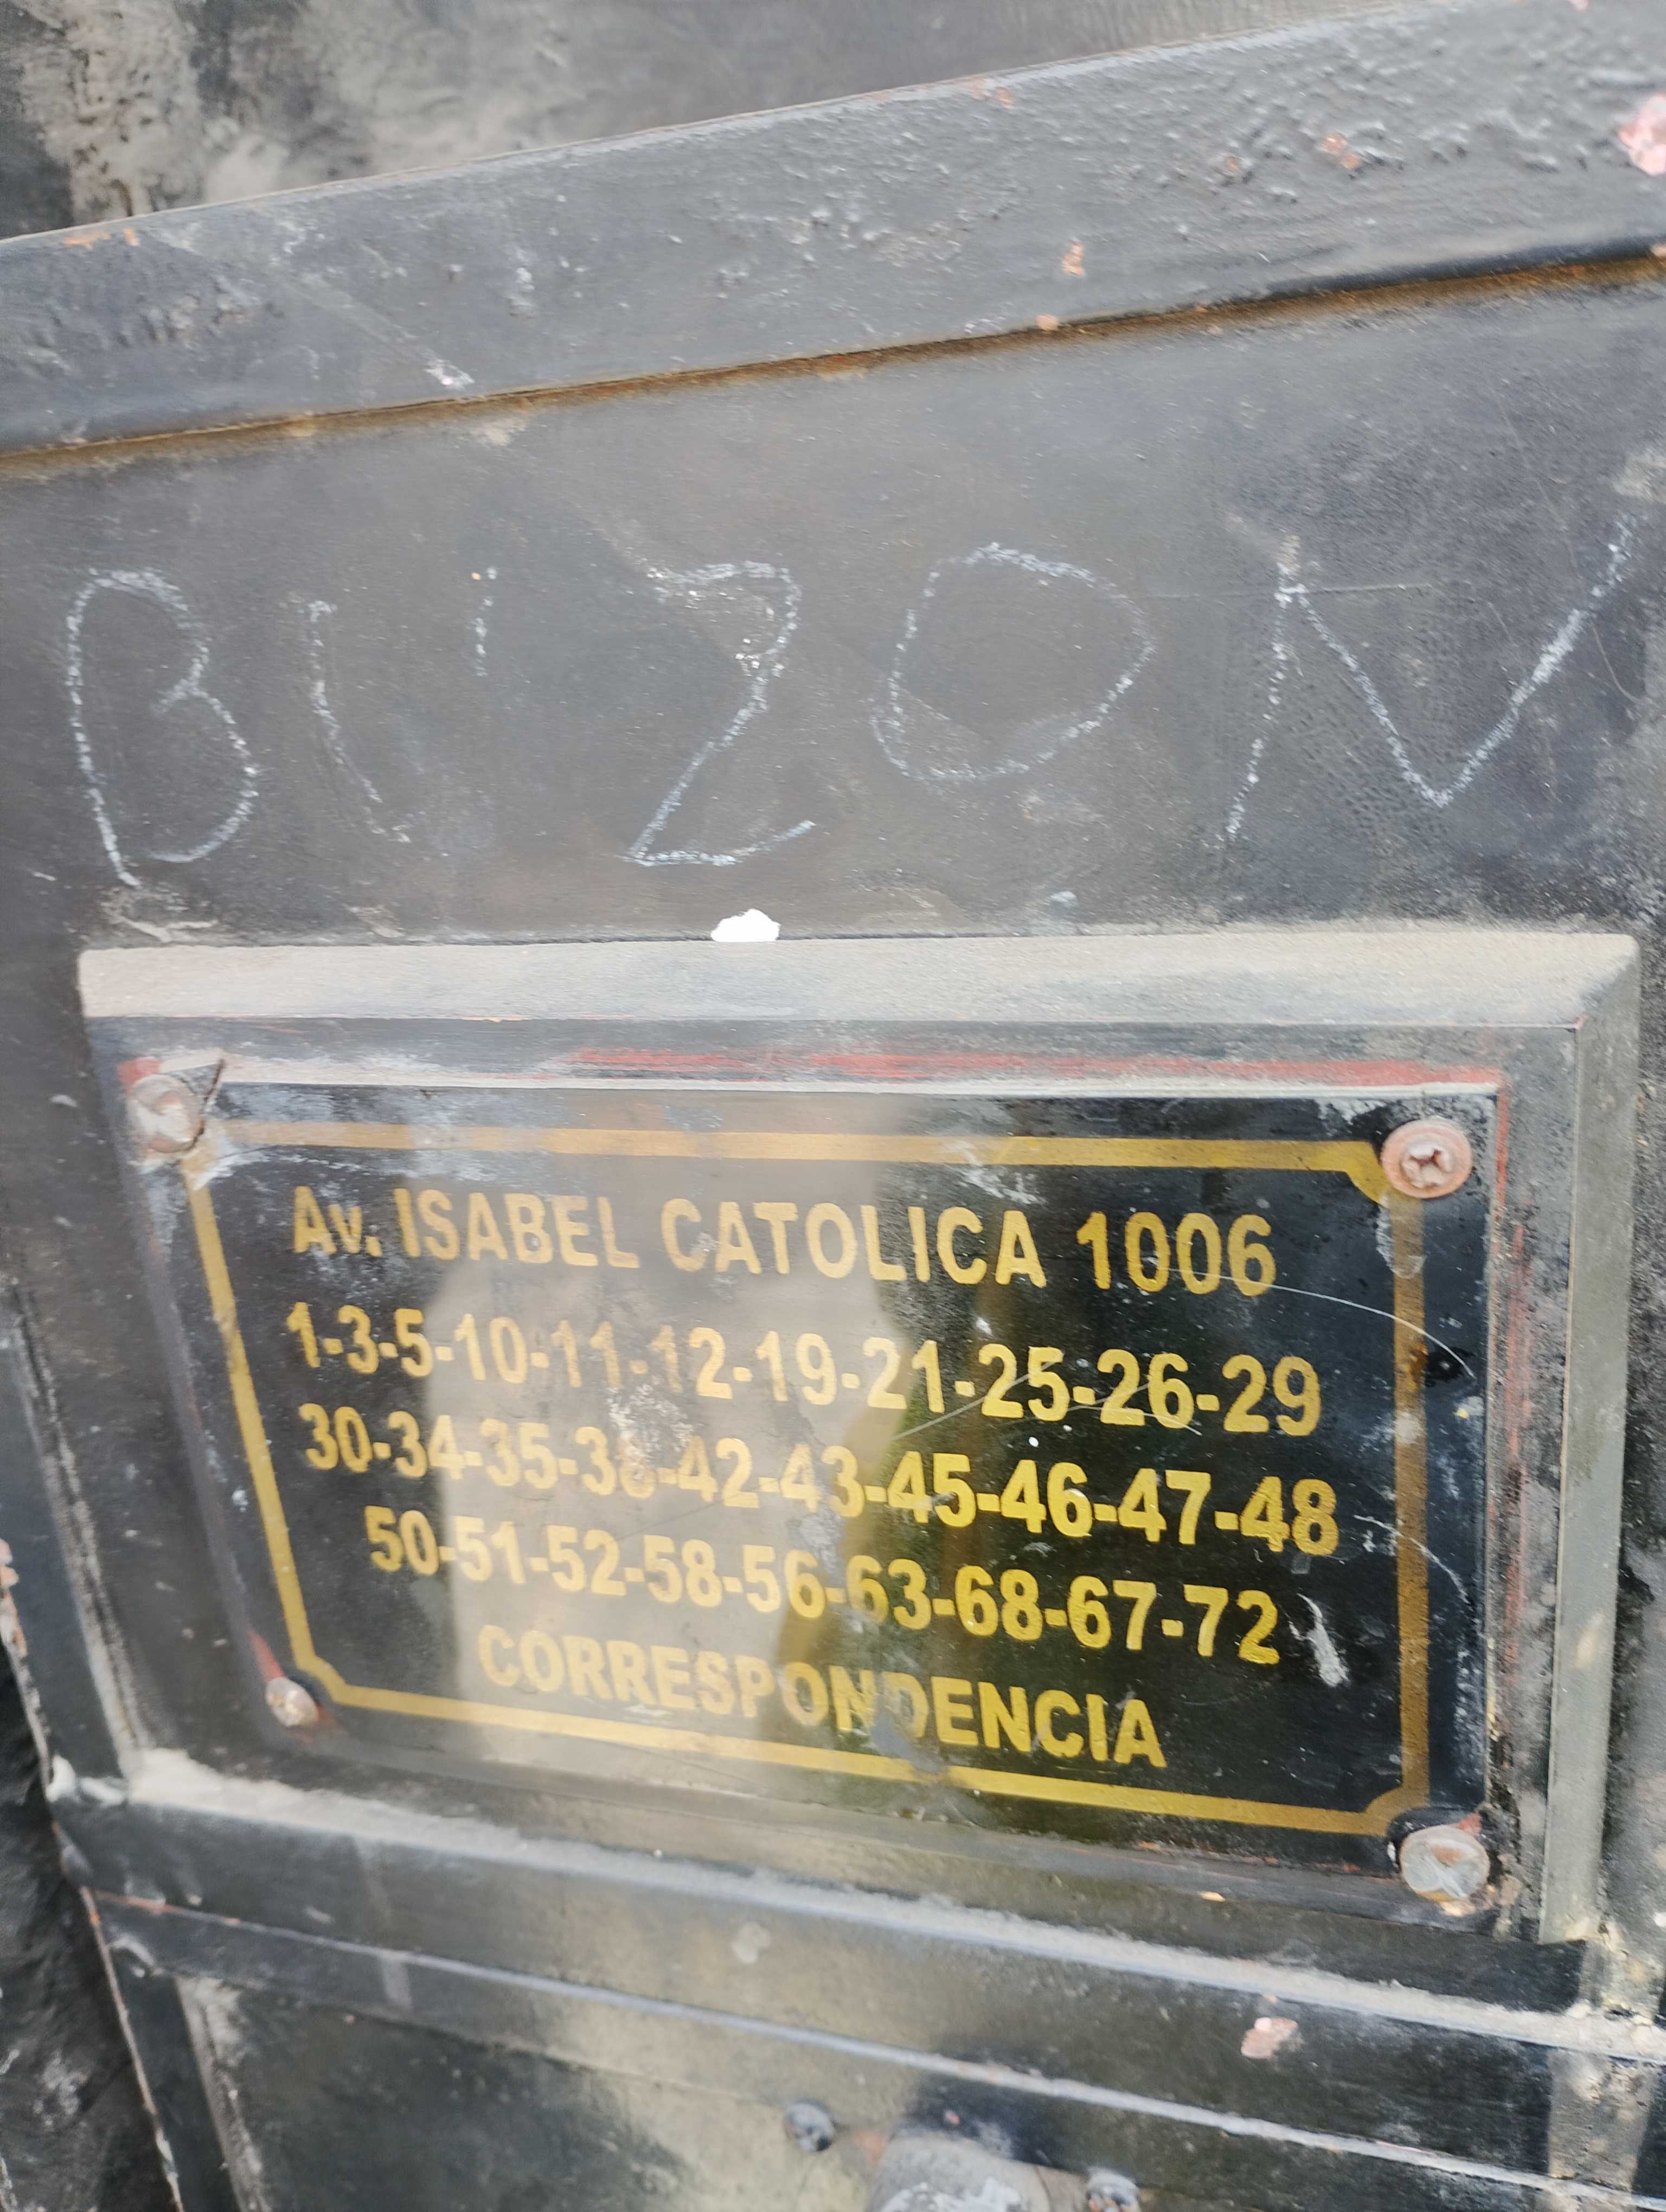 BUZON
Av. ISABEL CATOLICA 1006
1-3-5-10-11-12-19-21-25-26-29
30-34-35-38-42-43-45-46-47-48
50-51-52-58-56-63-68-67-72
CORRESPONDENCIA